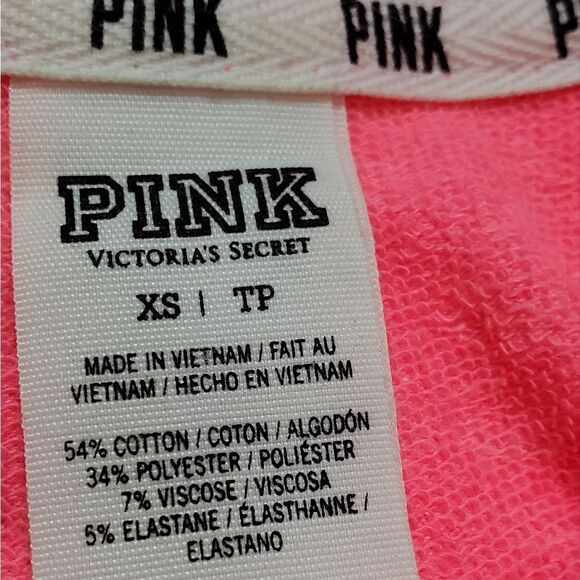 PINK PINK P
PINK
VICTORIA'S SECRET
XS | TP
MADE IN VIETNAM / FAIT AU
VIETNAM / HECHO EN VIETNAM
54% COTTON / COTON / ALGODÓN
34% POLYESTER / POLIÉSTER
7% VISCOSE / VISCOSA
5% ELASTANE / ÉLASTHANNE /
ELASTANO